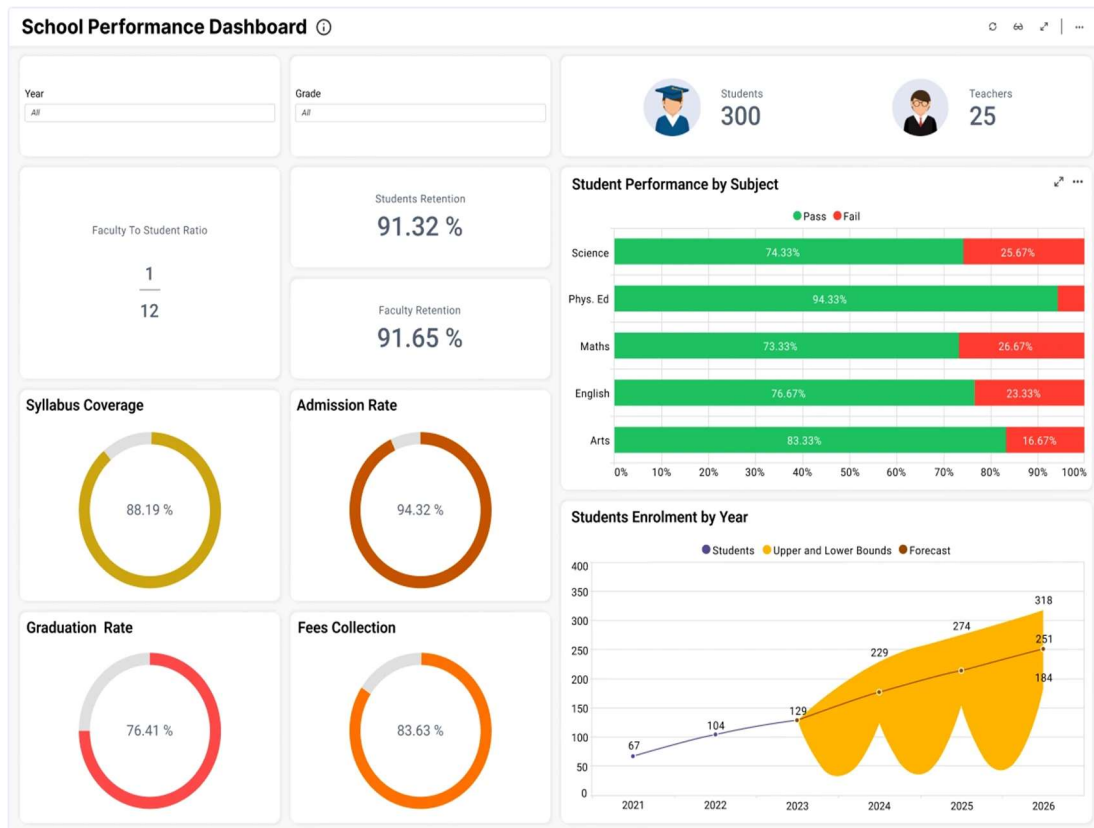 School Performance Dashboard
Year
All
Grade
All
Students
300
Teachers
25
Faculty To Student Ratio
1
12
Students Retention
91.32 %
Faculty Retention
91.65 %
Student Performance by Subject
Pass Fail
Science 74.33% 25.67%
Phys. Ed 94.33%
Maths 73.33% 26.67%
English 76.67% 23.33%
Arts 83.33% 16.67%
0% 10% 20% 30% 40% 50% 60% 70% 80% 90% 100%
Syllabus Coverage
88.19 %
Admission Rate
94.32 %
Graduation Rate
76.41 %
Fees Collection
83.63 %
Students Enrolment by Year
Students Upper and Lower Bounds Forecast
400
350
300
250
200
150
100
50
0
67
104
129
229
274
318
251
184
2021 2022 2023 2024 2025 2026